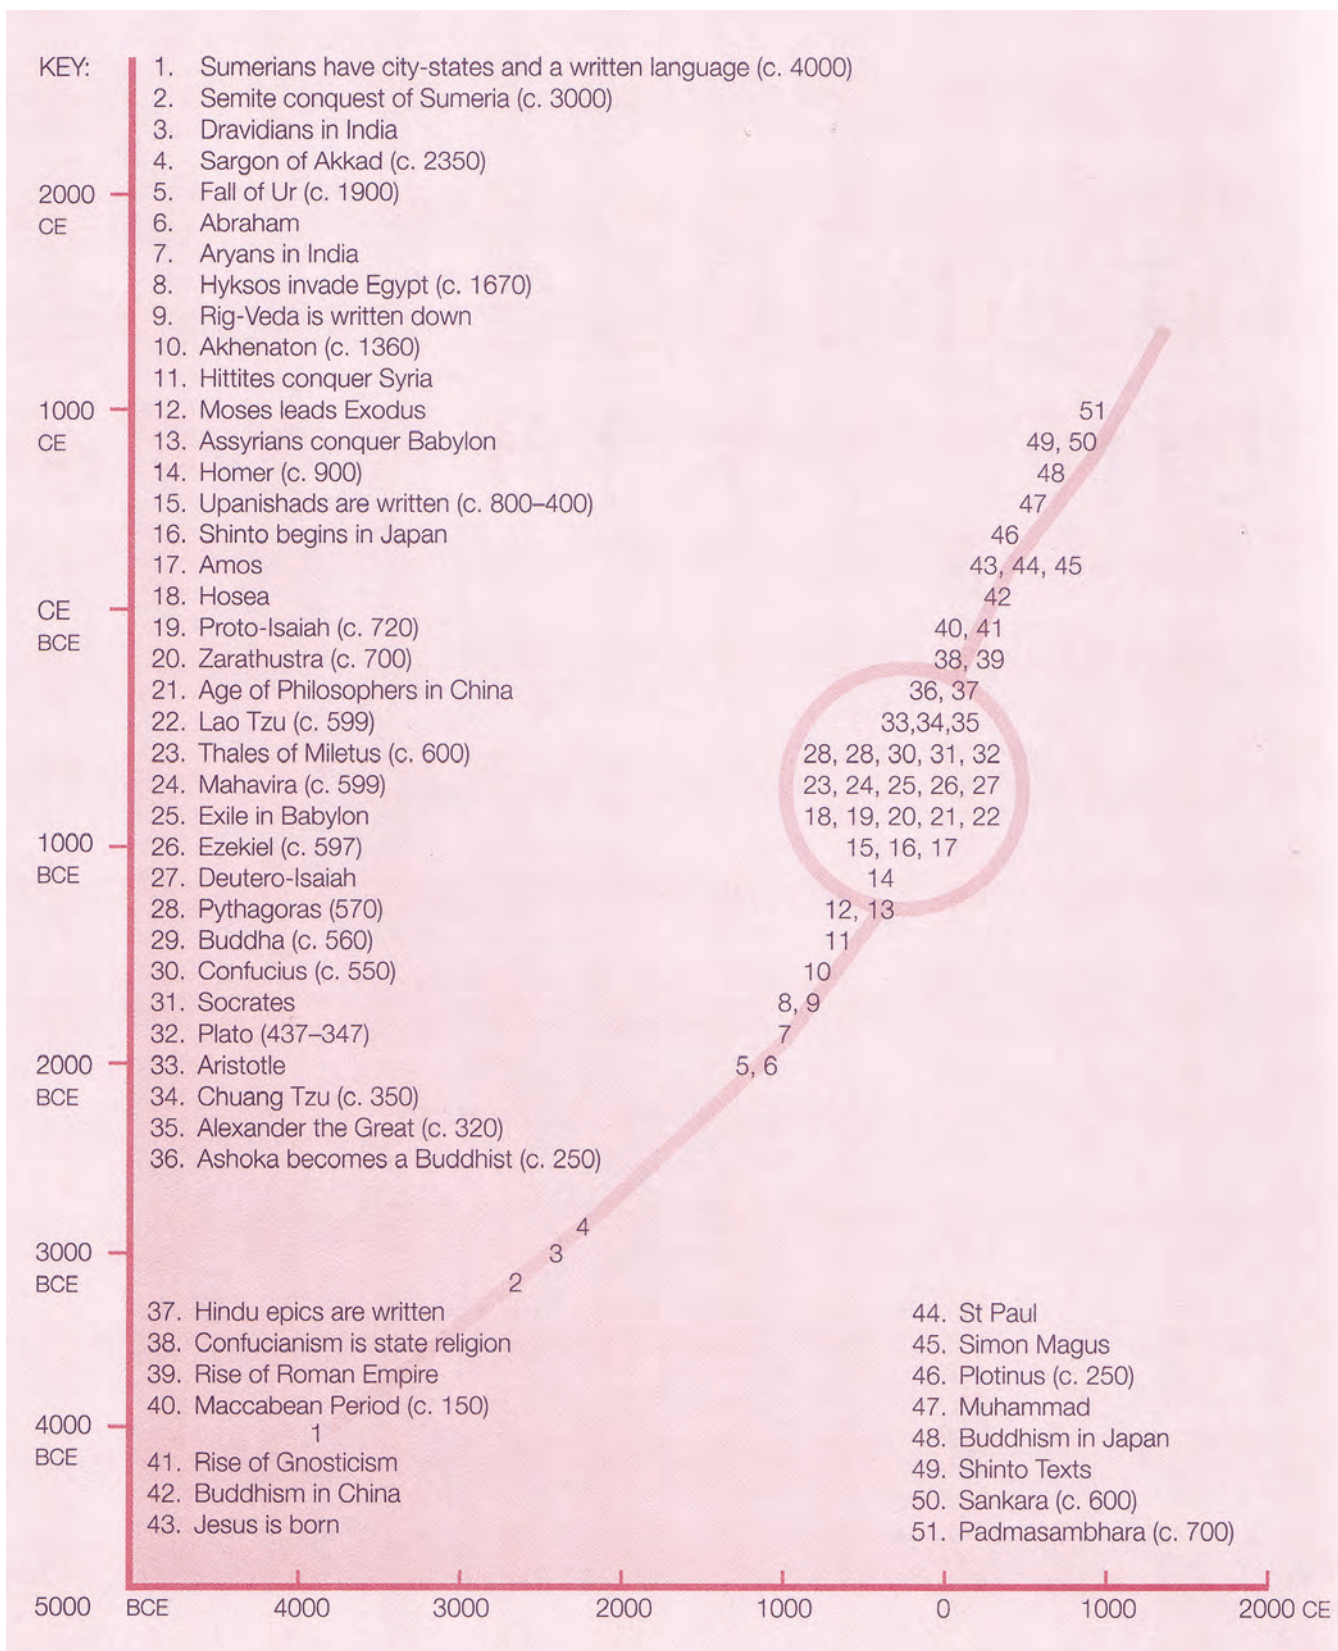 KEY:
1. Sumerians have city-states and a written language (c. 4000)
2. Semite conquest of Sumeria (c. 3000)
3. Dravidians in India
4. Sargon of Akkad (c. 2350)
2000
CE
5. Fall of Ur (c. 1900)
6. Abraham
7. Aryans in India
8. Hyksos invade Egypt (c. 1670)
9. Rig-Veda is written down
10. Akhenaton (c. 1360)
11. Hittites conquer Syria
1000
CE
12. Moses leads Exodus
51
13. Assyrians conquer Babylon
49, 50
14. Homer (c. 900)
48
15. Upanishads are written (c. 800–400)
47
16. Shinto begins in Japan
46
17. Amos
43, 44, 45
CE
BCE
18. Hosea
42
19. Proto-Isaiah (c. 720)
40, 41
20. Zarathustra (c. 700)
38, 39
21. Age of Philosophers in China
36, 37
22. Lao Tzu (c. 599)
33,34,35
23. Thales of Miletus (c. 600)
28, 28, 30, 31, 32
24. Mahavira (c. 599)
23, 24, 25, 26, 27
25. Exile in Babylon
18, 19, 20, 21, 22
1000
BCE
26. Ezekiel (c. 597)
15, 16, 17
27. Deutero-Isaiah
14
28. Pythagoras (570)
12, 13
29. Buddha (c. 560)
11
30. Confucius (c. 550)
10
31. Socrates
8, 9
32. Plato (437–347)
7
2000
BCE
33. Aristotle
5, 6
34. Chuang Tzu (c. 350)
35. Alexander the Great (c. 320)
36. Ashoka becomes a Buddhist (c. 250)
4
3000
BCE
3
2
37. Hindu epics are written
38. Confucianism is state religion
39. Rise of Roman Empire
40. Maccabean Period (c. 150)
4000
BCE
1
41. Rise of Gnosticism
42. Buddhism in China
43. Jesus is born
44. St Paul
45. Simon Magus
46. Plotinus (c. 250)
47. Muhammad
48. Buddhism in Japan
49. Shinto Texts
50. Sankara (c. 600)
51. Padmasambhara (c. 700)
5000 BCE 4000 3000 2000 1000 0 1000 2000 CE